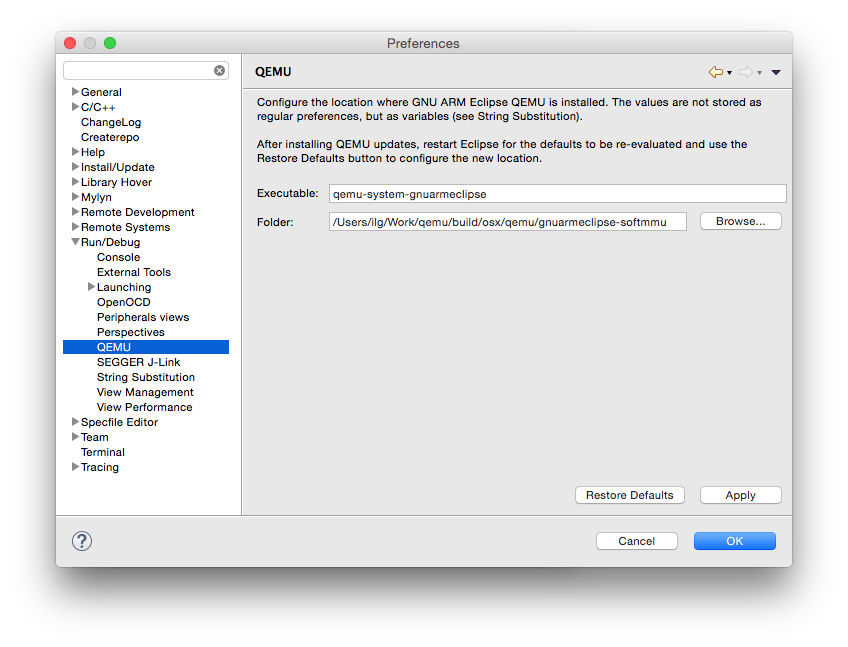 Preferences
General
C/C++
ChangeLog
Createrepo
Help
Install/Update
Library Hover
Mylyn
Remote Development
Remote Systems
Run/Debug
Console
External Tools
Launching
OpenOCD
Peripherals views
Perspectives
QEMU
SEGGER J-Link
String Substitution
View Management
View Performance
Specfile Editor
Team
Terminal
Tracing
QEMU
Configure the location where GNU ARM Eclipse QEMU is installed. The values are not stored as
regular preferences, but as variables (see String Substitution).
After installing QEMU updates, restart Eclipse for the defaults to be re-evaluated and use the
Restore Defaults button to configure the new location.
Executable: qemu-system-gnuarmeclipse
Folder: /Users/ilg/Work/qemu/build/osx/qemu/gnuarmeclipse-softmmu Browse...
Restore Defaults Apply
? Cancel OK